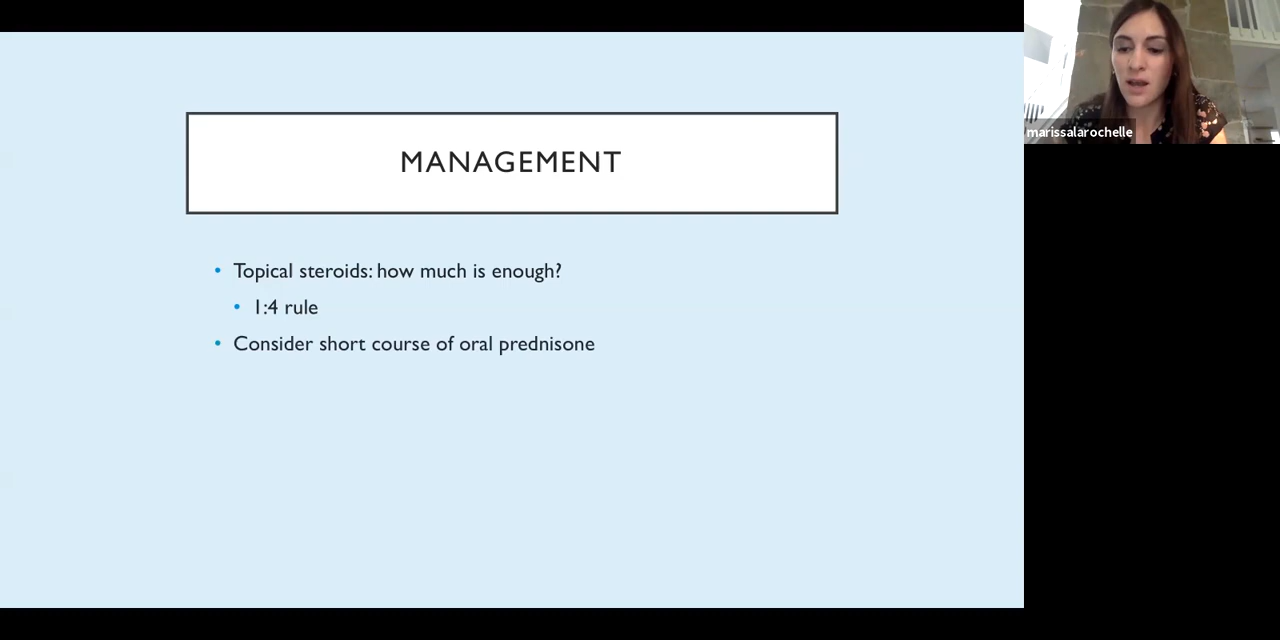 MANAGEMENT
Topical steroids: how much is enough?
1:4 rule
Consider short course of oral prednisone
marissalarochelle